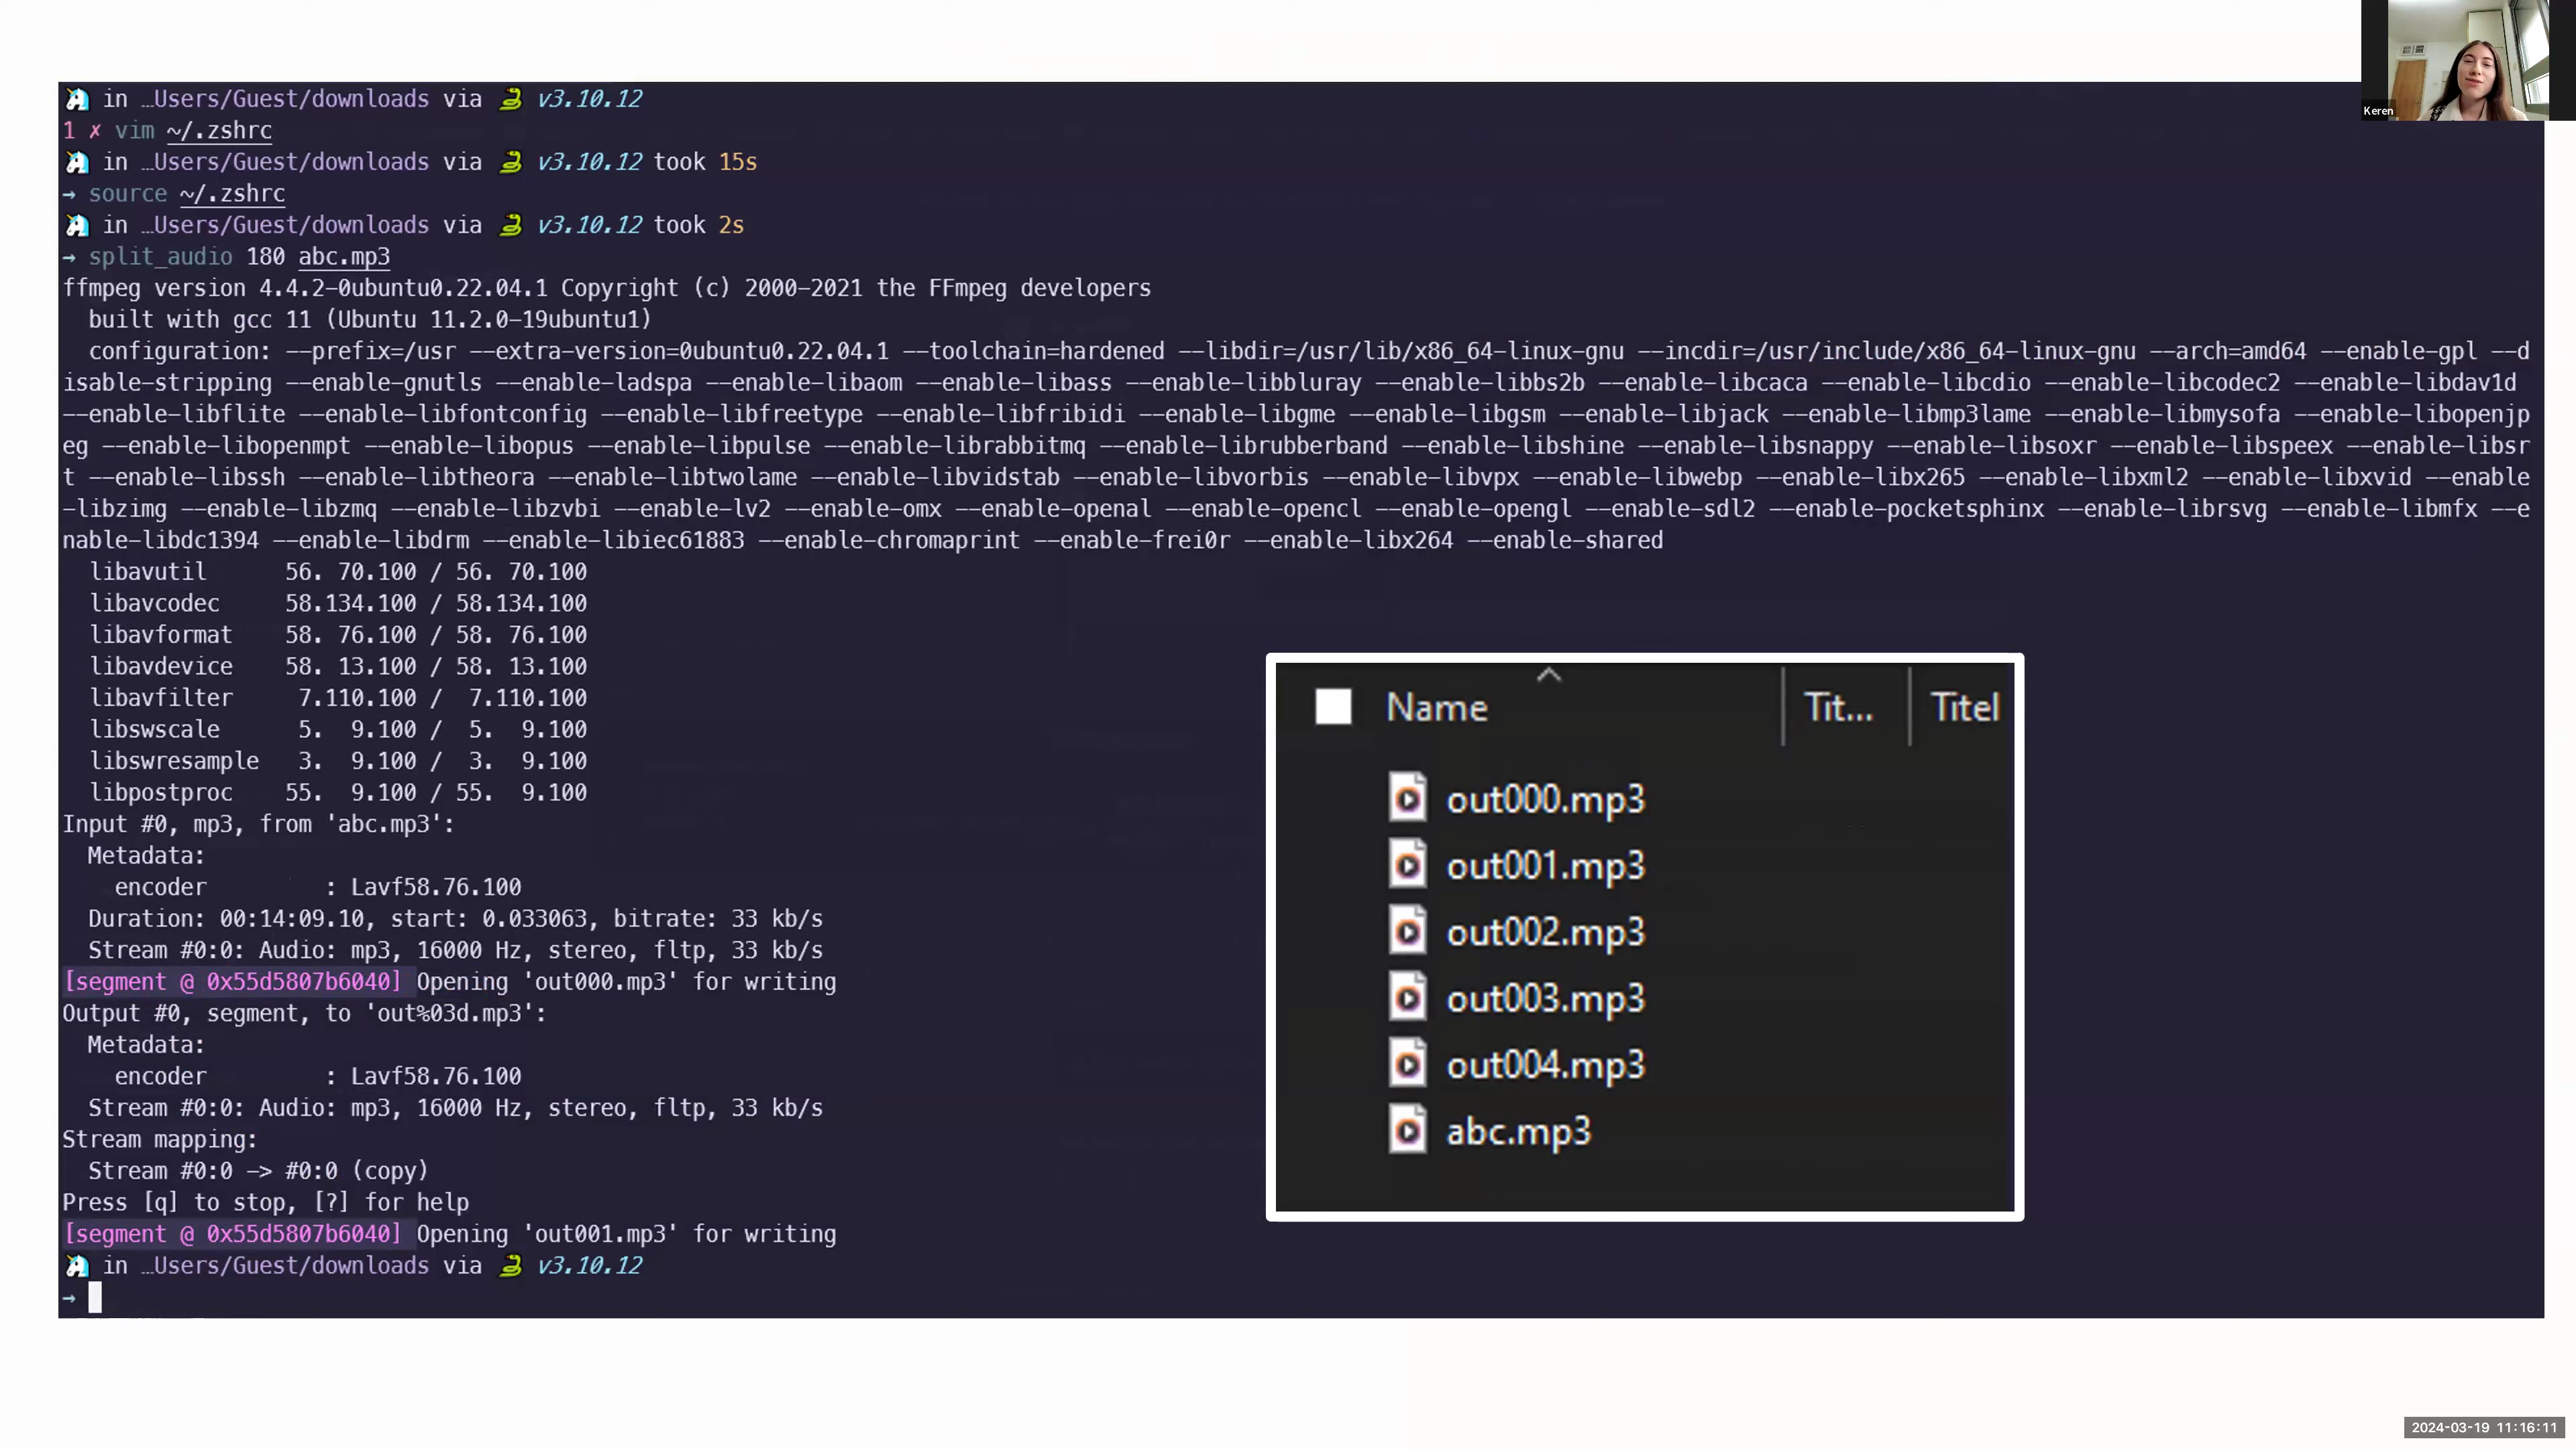 in …Users/Guest/downloads via v3.10.12
1 ✗ vim ~/.zshrc
in …Users/Guest/downloads via v3.10.12 took 15s
→ source ~/.zshrc
in …Users/Guest/downloads via v3.10.12 took 2s
→ split_audio 180 abc.mp3
ffmpeg version 4.4.2-0ubuntu0.22.04.1 Copyright (c) 2000-2021 the FFmpeg developers
built with gcc 11 (Ubuntu 11.2.0-19ubuntu1)
configuration: --prefix=/usr --extra-version=0ubuntu0.22.04.1 --toolchain=hardened --libdir=/usr/lib/x86_64-linux-gnu --incdir=/usr/include/x86_64-linux-gnu --arch=amd64 --enable-gpl --d
isable-stripping --enable-gnutls --enable-ladspa --enable-libaom --enable-libass --enable-libbluray --enable-libbs2b --enable-libcaca --enable-libcdio --enable-libcodec2 --enable-libdav1d
--enable-libflite --enable-libfontconfig --enable-libfreetype --enable-libfribidi --enable-libgme --enable-libgsm --enable-libjack --enable-libmp3lame --enable-libmysofa --enable-libopenjp
eg --enable-libopenmpt --enable-libopus --enable-libpulse --enable-librabbitmq --enable-librubberband --enable-libshine --enable-libsnappy --enable-libsoxr --enable-libspeex --enable-libsr
t --enable-libssh --enable-libtheora --enable-libtwolame --enable-libvidstab --enable-libvorbis --enable-libvpx --enable-libwebp --enable-libx265 --enable-libxml2 --enable-libxvid --enable
-libzimg --enable-libzmq --enable-libzvbi --enable-lv2 --enable-omx --enable-openal --enable-opencl --enable-opengl --enable-sdl2 --enable-pocketsphinx --enable-librsvg --enable-libmfx --e
nable-libdc1394 --enable-libdrm --enable-libiec61883 --enable-chromaprint --enable-frei0r --enable-libx264 --enable-shared
libavutil 56. 70.100 / 56. 70.100
libavcodec 58.134.100 / 58.134.100
libavformat 58. 76.100 / 58. 76.100
libavdevice 58. 13.100 / 58. 13.100
libavfilter 7.110.100 / 7.110.100
libswscale 5. 9.100 / 5. 9.100
libswresample 3. 9.100 / 3. 9.100
libpostproc 55. 9.100 / 55. 9.100
Input #0, mp3, from 'abc.mp3':
Metadata:
encoder : Lavf58.76.100
Duration: 00:14:09.10, start: 0.033063, bitrate: 33 kb/s
Stream #0:0: Audio: mp3, 16000 Hz, stereo, fltp, 33 kb/s
[segment @ 0x55d5807b6040] Opening 'out000.mp3' for writing
Output #0, segment, to 'out%03d.mp3':
Metadata:
encoder : Lavf58.76.100
Stream #0:0: Audio: mp3, 16000 Hz, stereo, fltp, 33 kb/s
Stream mapping:
Stream #0:0 -> #0:0 (copy)
Press [q] to stop, [?] for help
[segment @ 0x55d5807b6040] Opening 'out001.mp3' for writing
in …Users/Guest/downloads via v3.10.12
→
Name Tit... Titel
out000.mp3
out001.mp3
out002.mp3
out003.mp3
out004.mp3
abc.mp3
Keren
2024-03-19 11:16:11